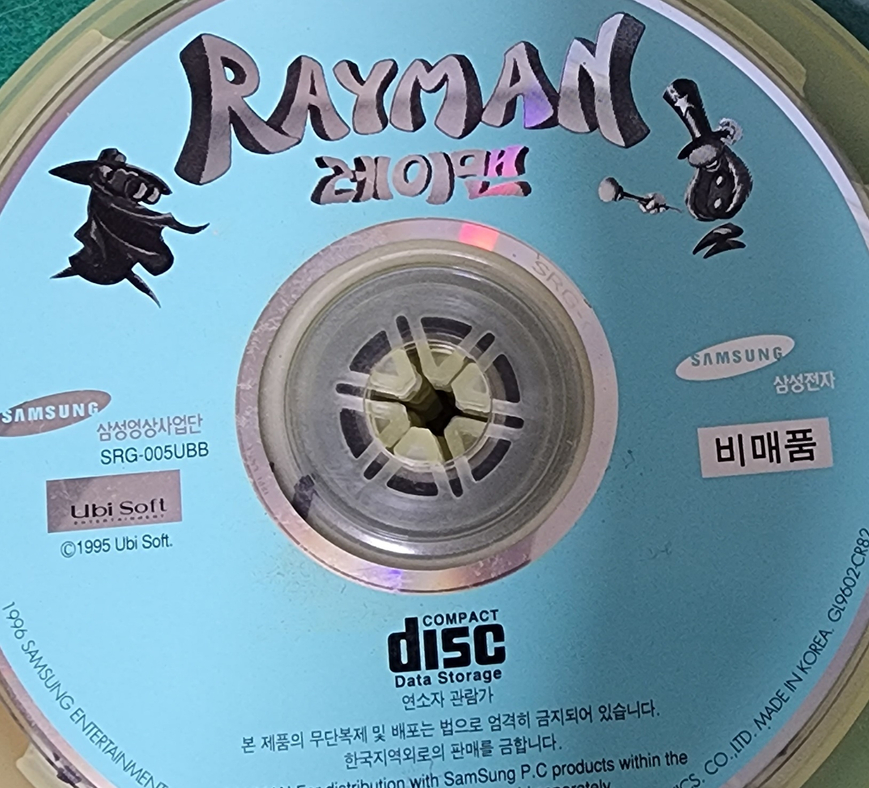 RAYMAN
레이맨
SRG-
SAMSUNG
삼성전자
비매품
SAMSUNG
삼성영상사업단
SRG-005UBB
Ubi Soft
ENTERTAINMENT
©1995 Ubi Soft.
COMPACT
disc
Data Storage
연소자 관람가
본 제품의 무단복제 및 배포는 법으로 엄격히 금지되어 있습니다.
한국지역외로의 판매를 금합니다.
distribution with SamSung P.C products within the
1996 SAMSUNG ENTERTAINMENT
CO.,LTD. MADE IN KOREA. GL9602-CR82